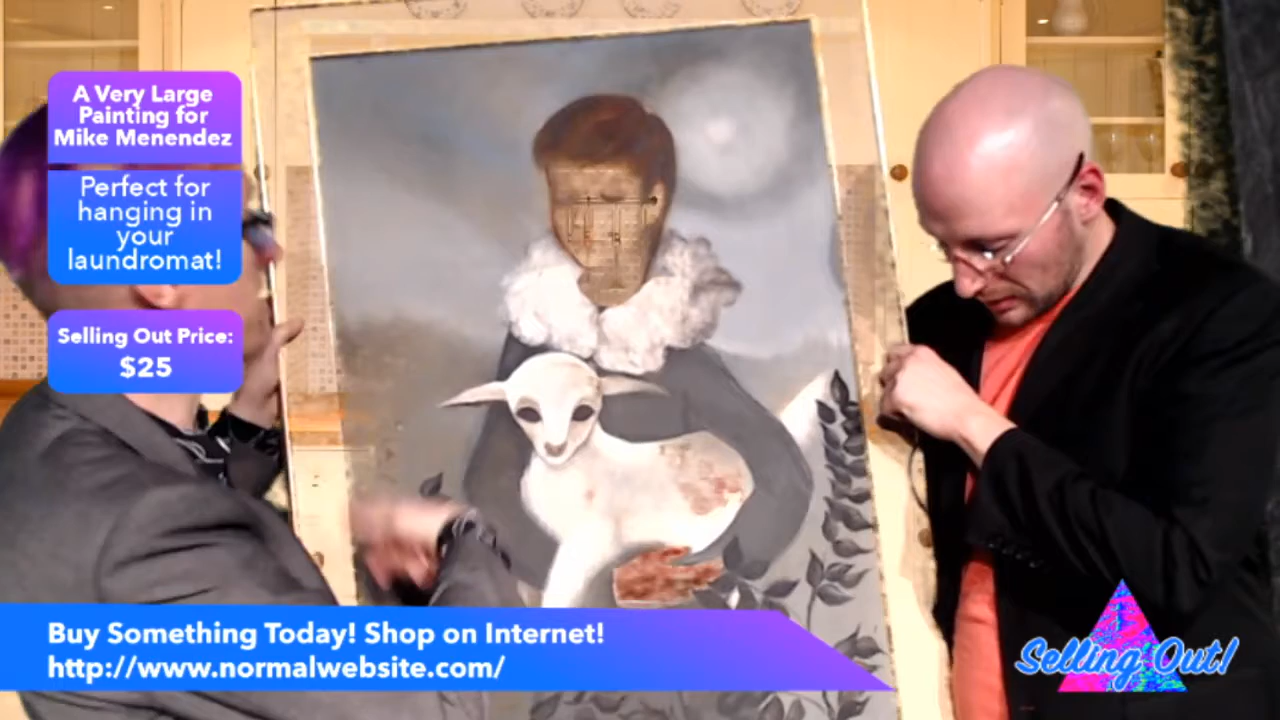 A Very Large
Painting for
Mike Menendez
Perfect for
hanging in
your
laundromat!
Selling Out Price:
$25
Buy Something Today! Shop on Internet!
http://www.normalwebsite.com/
Selling Out!